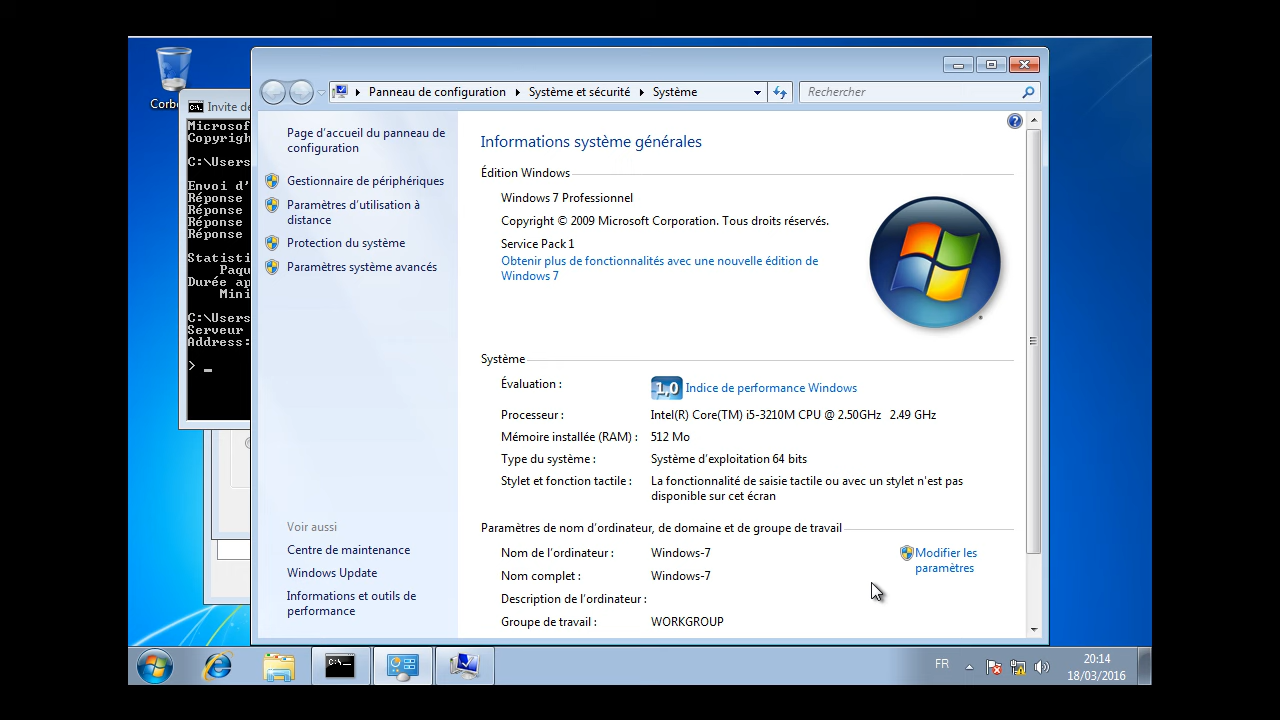 Corbe
Invite de
Microsof
Copyrigh
C:\Users
Envoi d'
Réponse
Réponse
Réponse
Réponse
Statisti
Paqu
Durée ap
Mini
C:\Users
Serveur
Address:
> _
Panneau de configuration
Système et sécurité
Système
Rechercher
Page d'accueil du panneau de
configuration
Gestionnaire de périphériques
Paramètres d'utilisation à
distance
Protection du système
Paramètres système avancés
Voir aussi
Centre de maintenance
Windows Update
Informations et outils de
performance
Informations système générales
Édition Windows
Windows 7 Professionnel
Copyright © 2009 Microsoft Corporation. Tous droits réservés.
Service Pack 1
Obtenir plus de fonctionnalités avec une nouvelle édition de
Windows 7
Système
Évaluation :
1,0 Indice de performance Windows
Processeur : Intel(R) Core(TM) i5-3210M CPU @ 2.50GHz 2.49 GHz
Mémoire installée (RAM) : 512 Mo
Type du système : Système d'exploitation 64 bits
Stylet et fonction tactile : La fonctionnalité de saisie tactile ou avec un stylet n'est pas
disponible sur cet écran
Paramètres de nom d'ordinateur, de domaine et de groupe de travail
Nom de l'ordinateur : Windows-7
Modifier les
paramètres
Nom complet : Windows-7
Description de l'ordinateur :
Groupe de travail : WORKGROUP
C:\
FR
20:14
18/03/2016